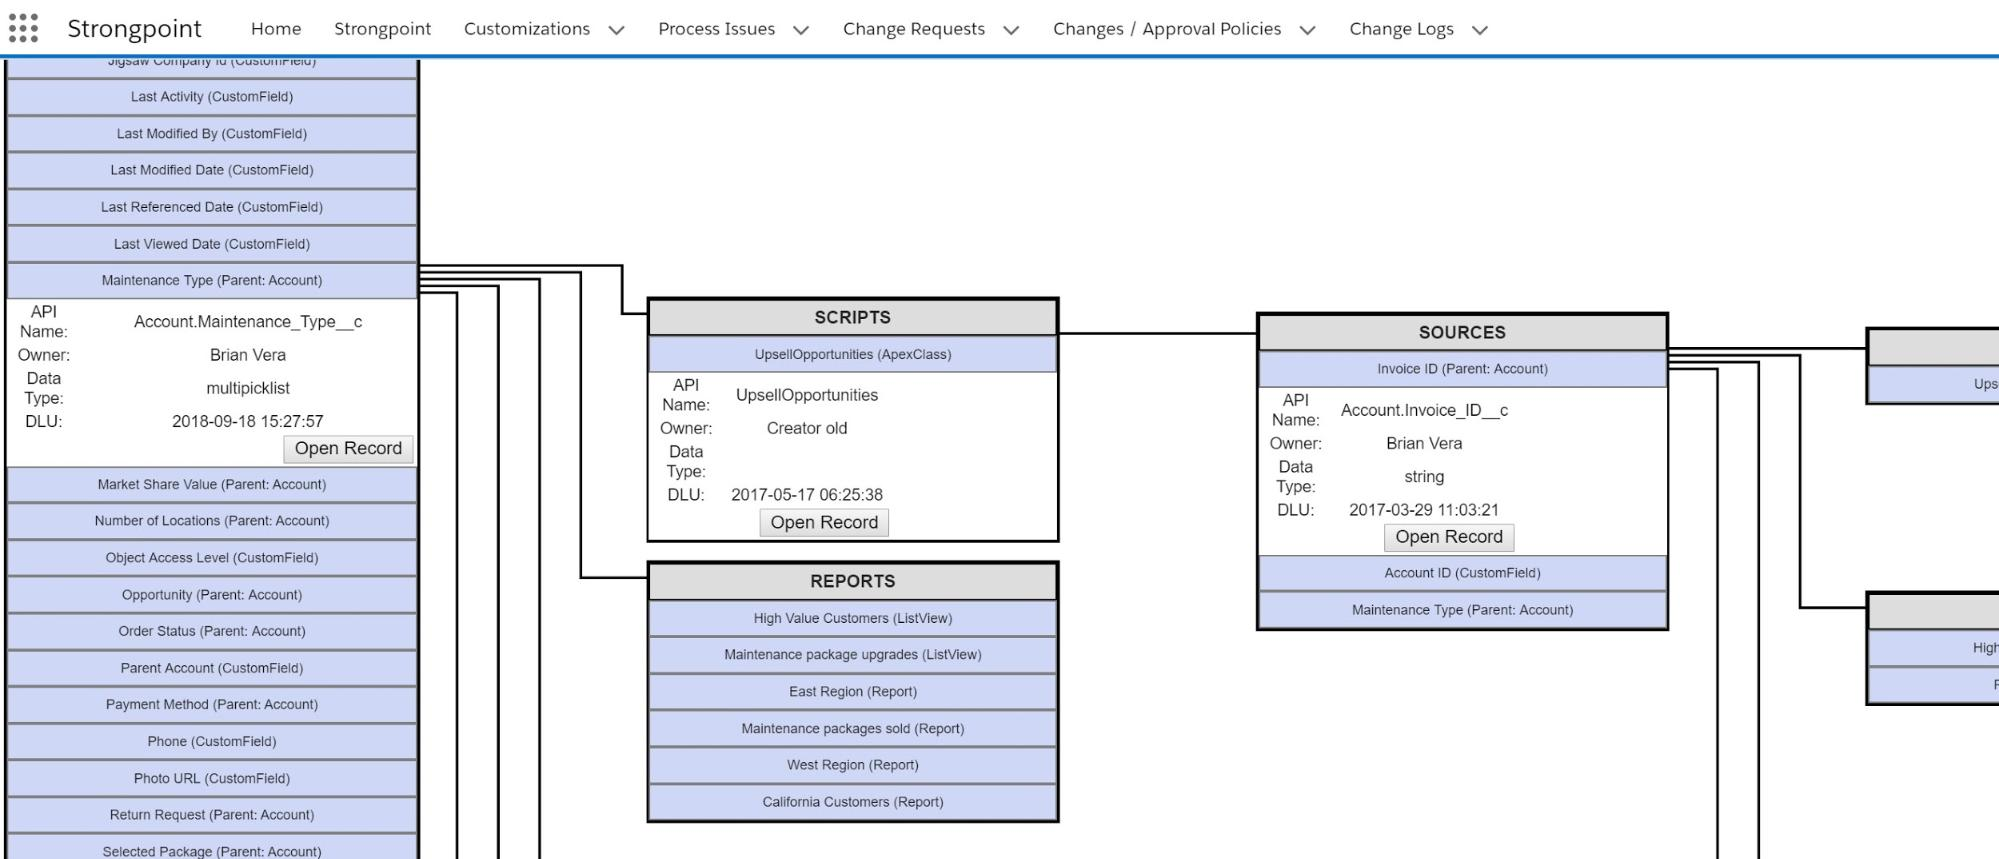 Strongpoint
Home
Strongpoint
Customizations
Process Issues
Change Requests
Changes / Approval Policies
Change Logs
Jigsaw Company Id (CustomField)
Last Activity (CustomField)
Last Modified By (CustomField)
Last Modified Date (CustomField)
Last Referenced Date (CustomField)
Last Viewed Date (CustomField)
Maintenance Type (Parent: Account)
API Name: Account.Maintenance_Type__c
Owner: Brian Vera
Data Type: multipicklist
DLU: 2018-09-18 15:27:57
Open Record
Market Share Value (Parent: Account)
Number of Locations (Parent: Account)
Object Access Level (CustomField)
Opportunity (Parent: Account)
Order Status (Parent: Account)
Parent Account (CustomField)
Payment Method (Parent: Account)
Phone (CustomField)
Photo URL (CustomField)
Return Request (Parent: Account)
Selected Package (Parent: Account)
SCRIPTS
UpsellOpportunities (ApexClass)
API Name: UpsellOpportunities
Owner: Creator old
Data Type:
DLU: 2017-05-17 06:25:38
Open Record
REPORTS
High Value Customers (ListView)
Maintenance package upgrades (ListView)
East Region (Report)
Maintenance packages sold (Report)
West Region (Report)
California Customers (Report)
SOURCES
Invoice ID (Parent: Account)
API Name: Account.Invoice_ID__c
Owner: Brian Vera
Data Type: string
DLU: 2017-03-29 11:03:21
Open Record
Account ID (CustomField)
Maintenance Type (Parent: Account)
Ups
High